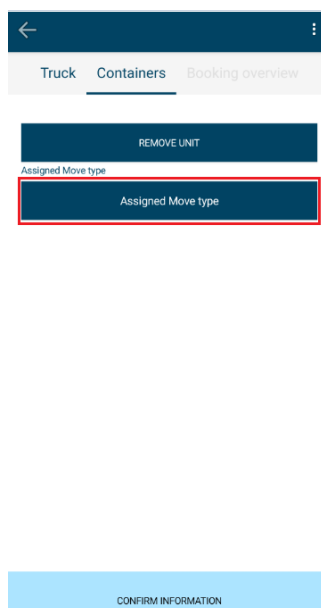 Truck Containers Booking overview
REMOVE UNIT
Assigned Move type
Assigned Move type
CONFIRM INFORMATION